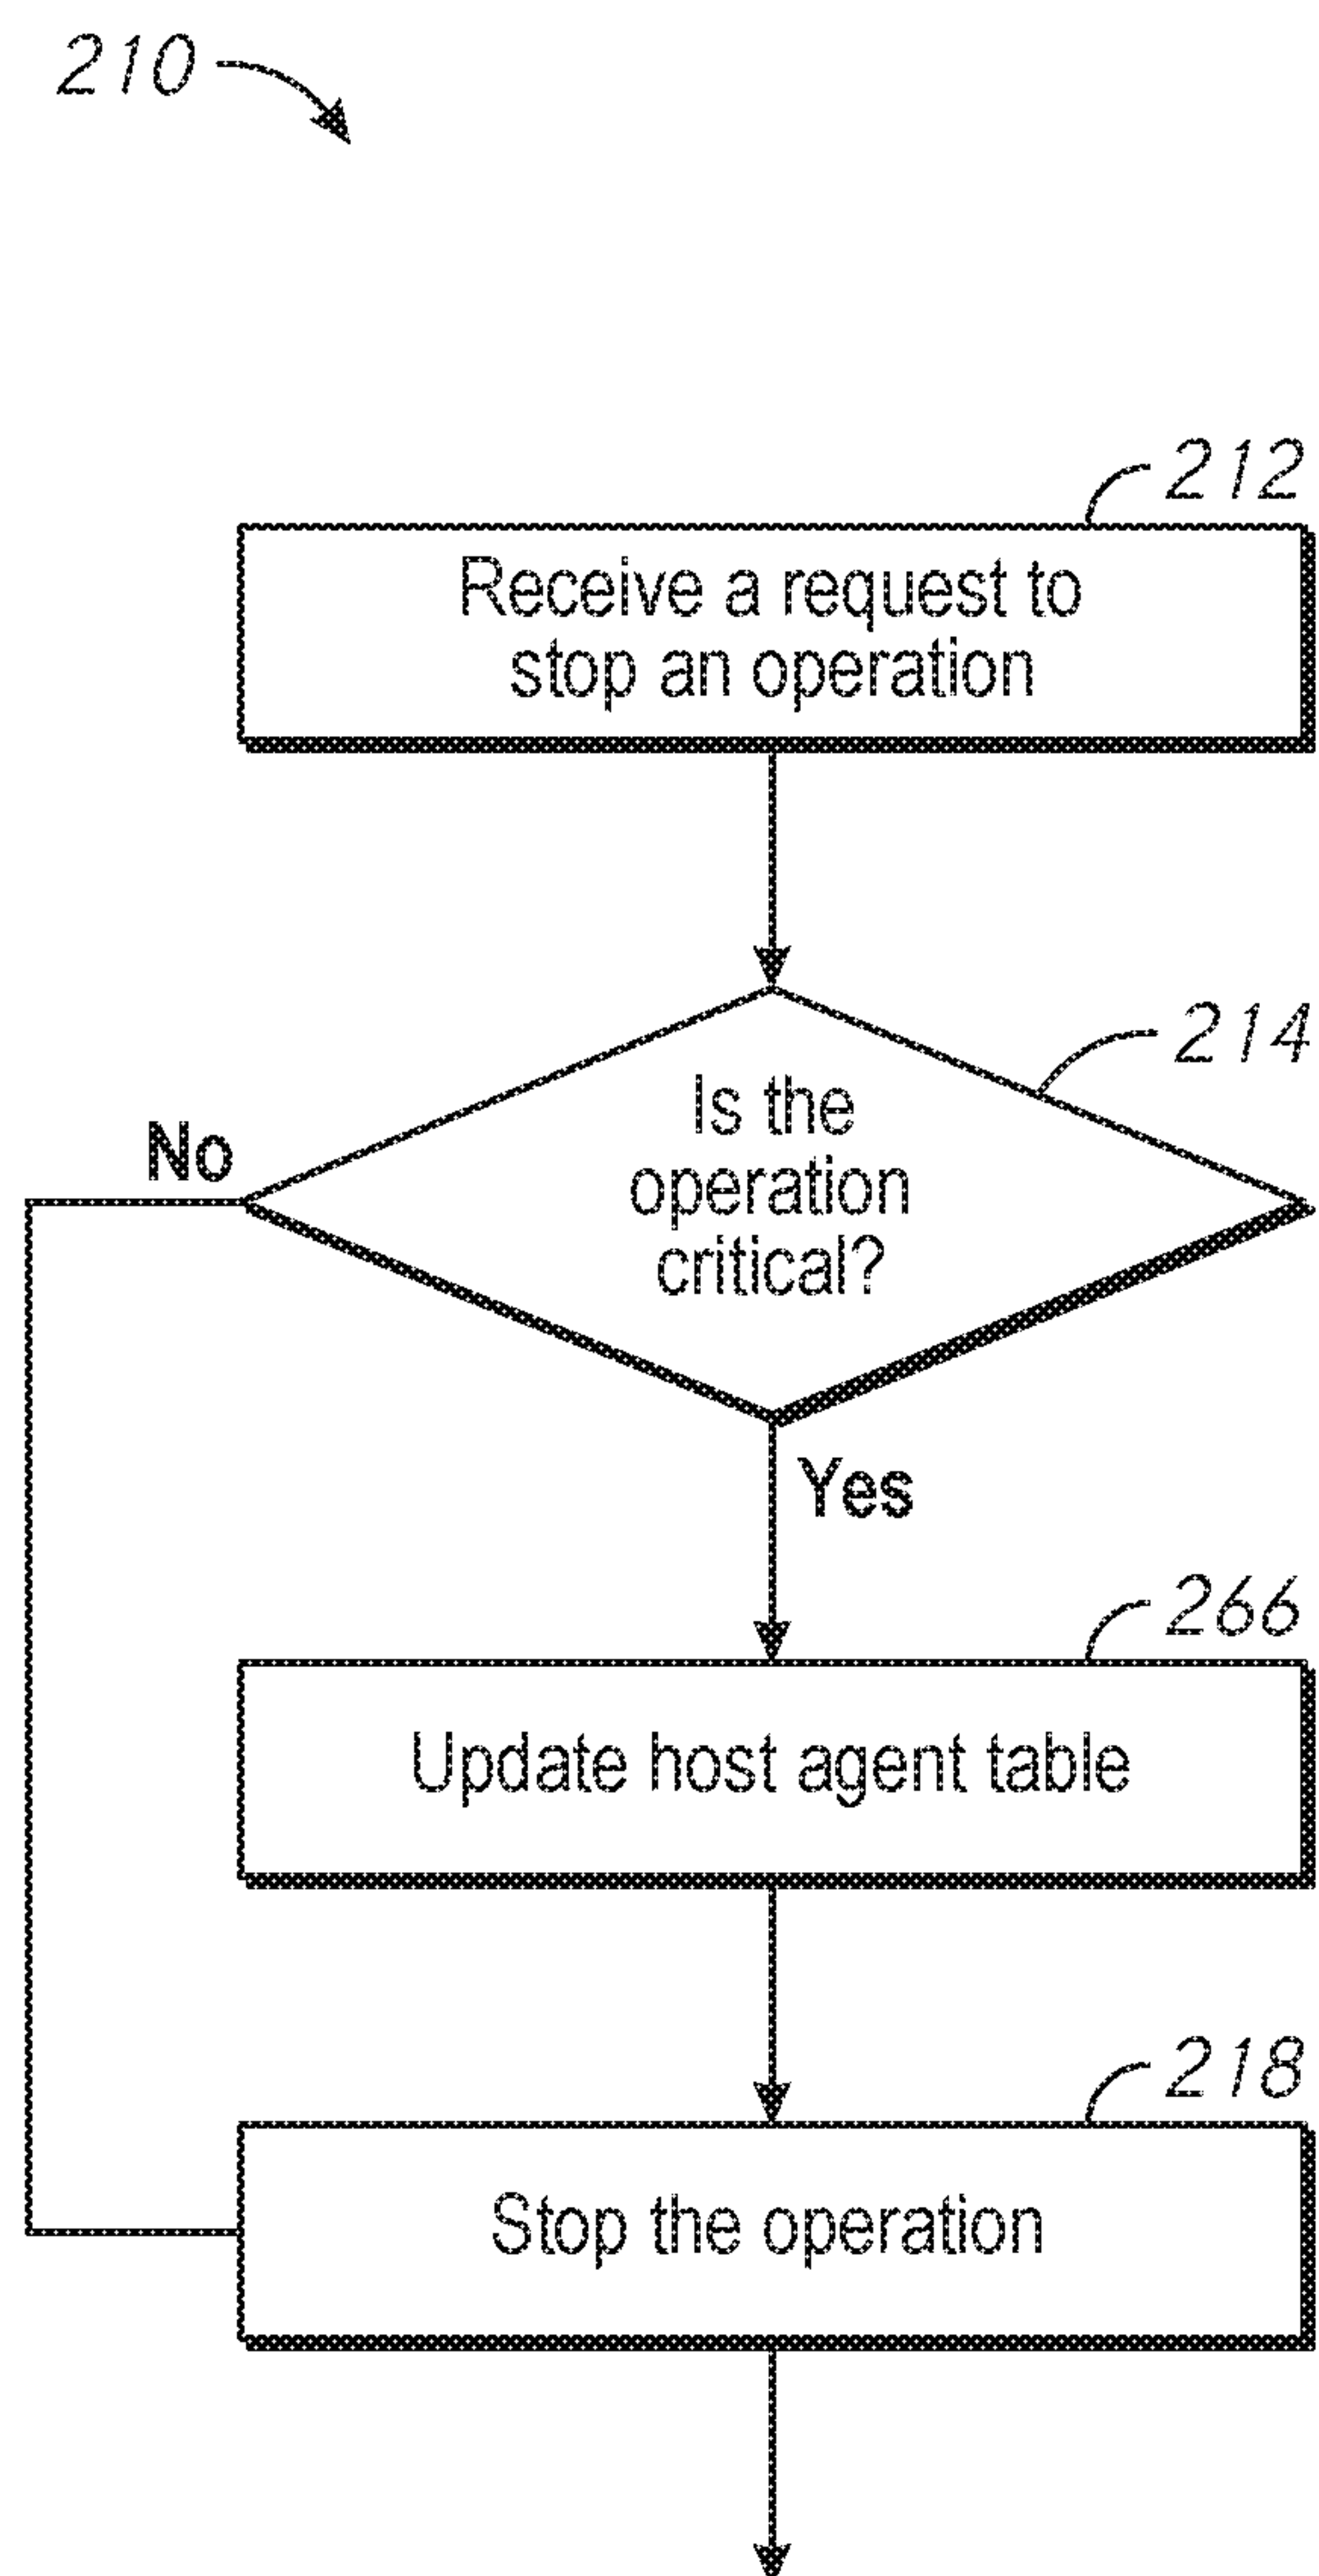 210
212
Receive a request to
stop an operation
214
Is the
operation
critical?
No
Yes
266
Update host agent table
218
Stop the operation